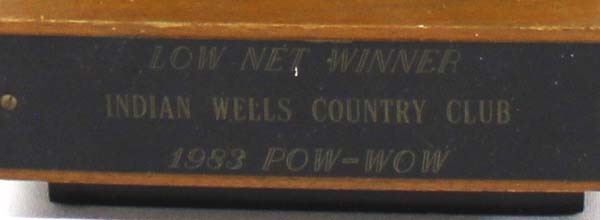 LOW NET WINNER
INDIAN WELLS COUNTRY CLUB
1983 POW-WOW